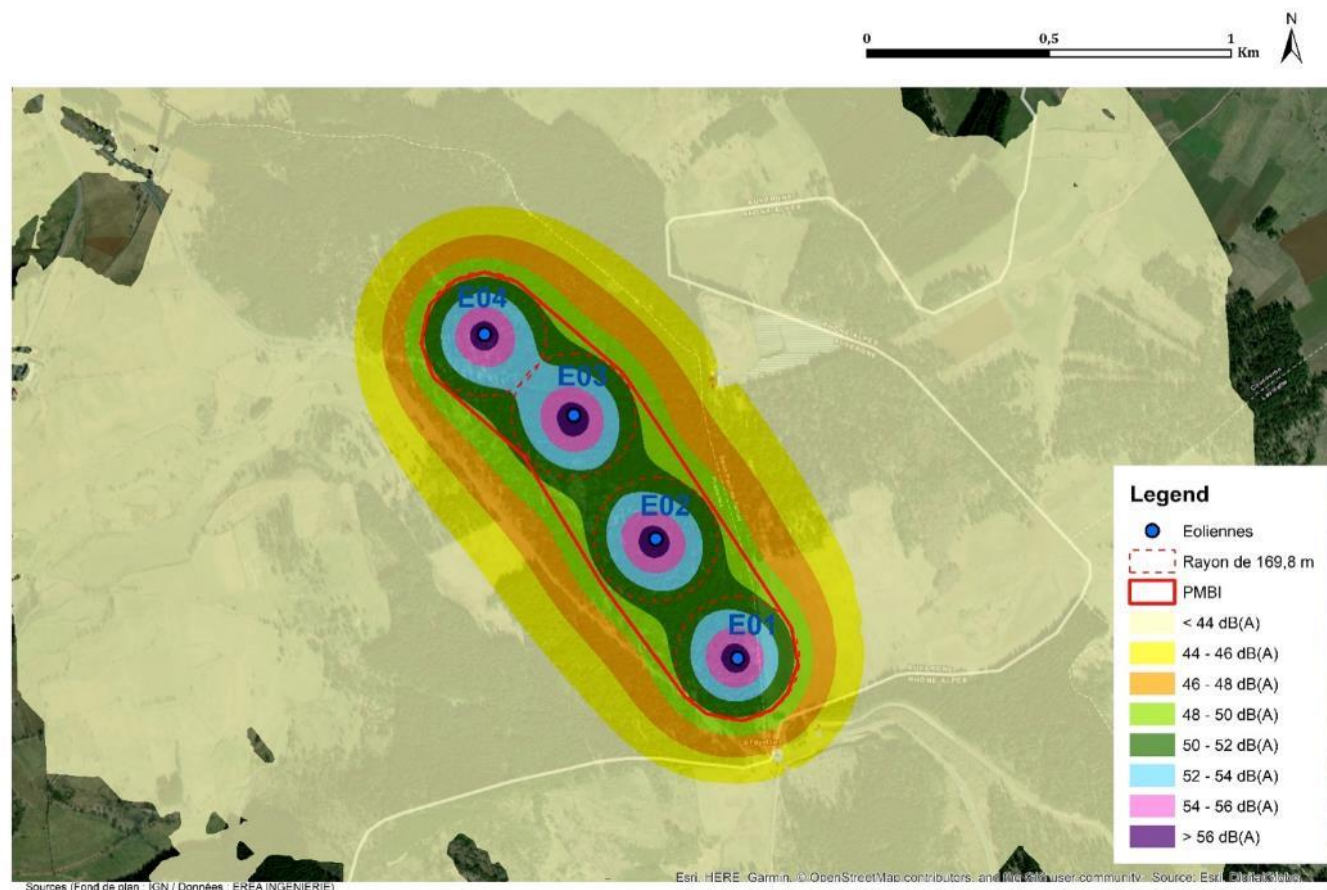 N
0 0,5 1
Km
E04
E03
E02
E01
Legend
Eoliennes
Rayon de 169,8 m
PMBI
< 44 dB(A)
44 - 46 dB(A)
46 - 48 dB(A)
48 - 50 dB(A)
50 - 52 dB(A)
52 - 54 dB(A)
54 - 56 dB(A)
> 56 dB(A)
Sources (Fond de plan : IGN / Données : EREA INGENIERIE)
Esri, HERE, Garmin, © OpenStreetMap contributors, and the GIS user community. Source: Esri, DigitalGlobe,